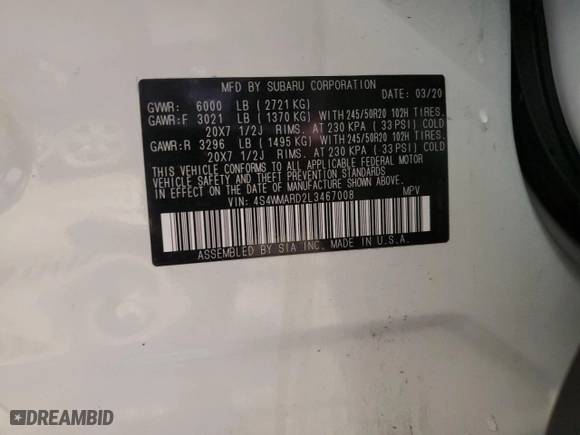 MFD BY SUBARU CORPORATION
DATE: 03/20
GVWR: 6000 LB (2721 KG)
GAWR:F 3021 LB (1370 KG) WITH 245/50R20 102H TIRES.
20X7 1/2J RIMS. AT 230 KPA (33 PSI) COLD
GAWR:R 3296 LB (1495 KG) WITH 245/50R20 102H TIRES.
20X7 1/2J RIMS. AT 230 KPA (33 PSI) COLD
THIS VEHICLE CONFORMS TO ALL APPLICABLE FEDERAL MOTOR
VEHICLE SAFETY AND THEFT PREVENTION STANDARDS
IN EFFECT ON THE DATE OF MANUFACTURE SHOWN ABOVE.
VIN: 4S4WMARD2L3467008 MPV
ASSEMBLED BY SIA INC. MADE IN U.S.A.
DREAMBID